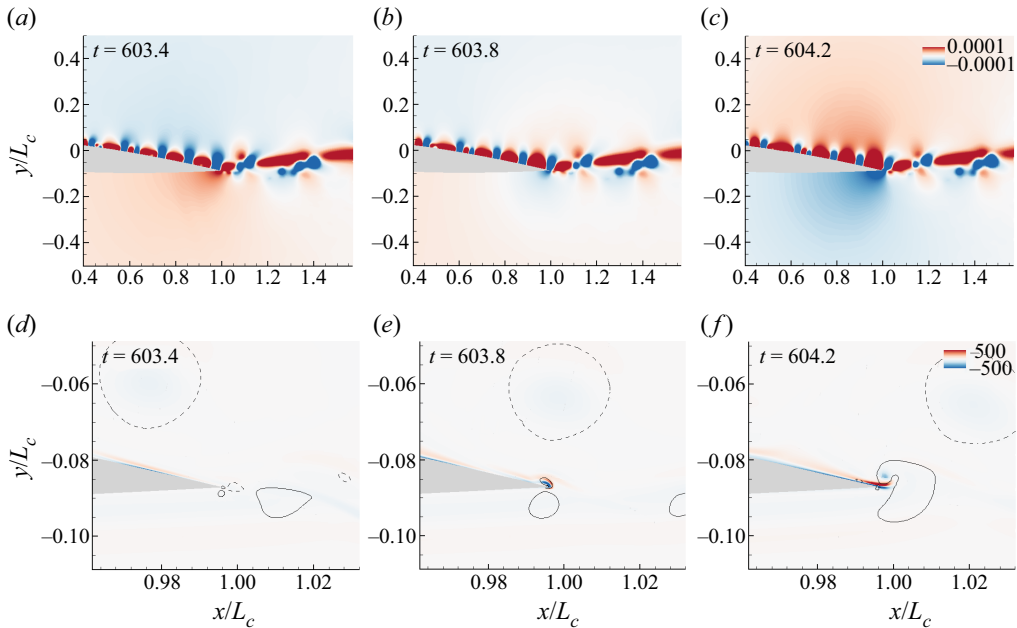 (a) (b) (c)
t = 603.4 t = 603.8 t = 604.2 0.0001
–0.0001
0.4
0.2
0
–0.2
–0.4
y/Lc
0.4 0.6 0.8 1.0 1.2 1.4 0.4 0.6 0.8 1.0 1.2 1.4 0.4 0.6 0.8 1.0 1.2 1.4
(d) (e) (f)
t = 603.4 t = 603.8 t = 604.2 –500
–500
–0.06
–0.08
–0.10
y/Lc
0.98 1.00 1.02 0.98 1.00 1.02 0.98 1.00 1.02
x/Lc x/Lc x/Lc